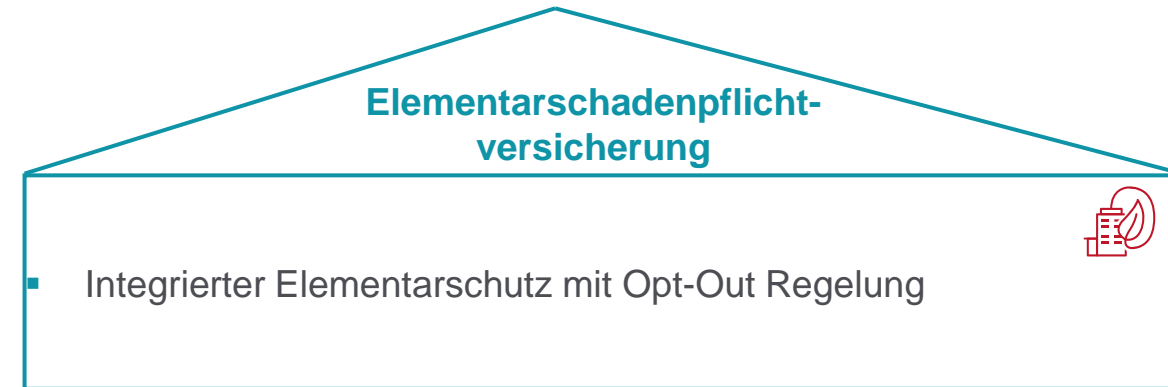 Elementarschadenpflicht-
versicherung
▪ Integrierter Elementarschutz mit Opt-Out Regelung